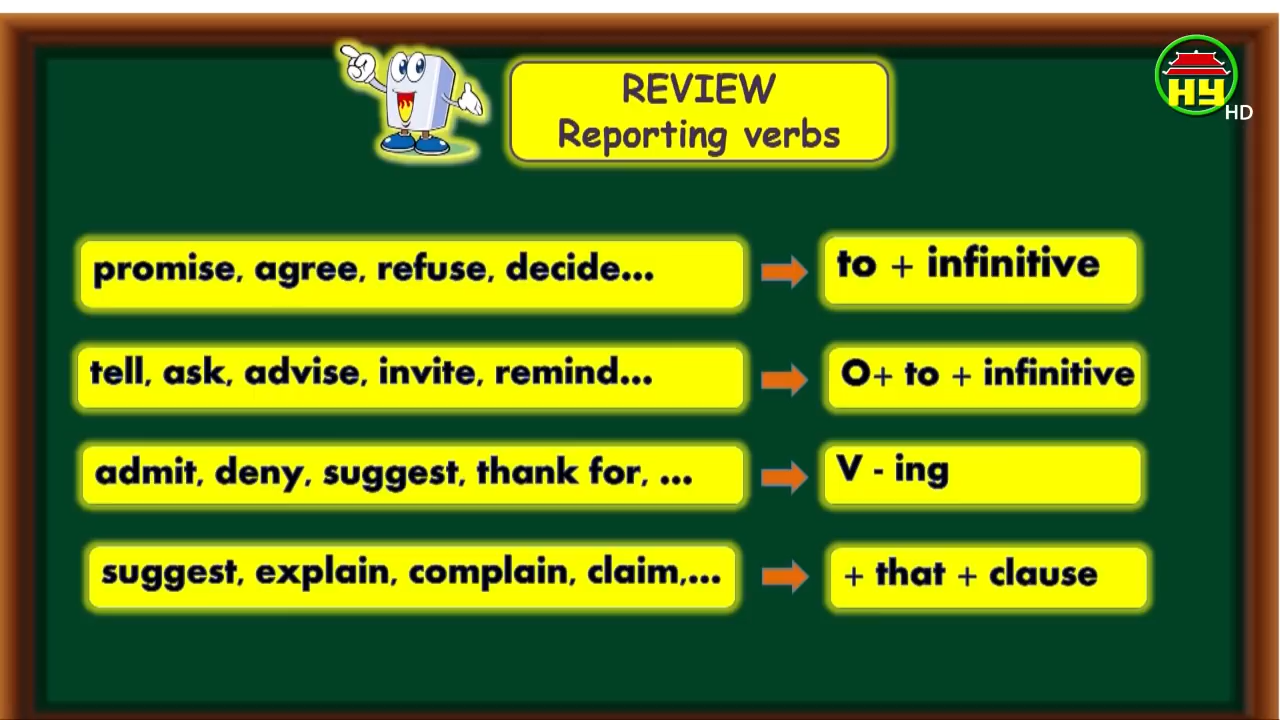 REVIEW
Reporting verbs
HY HD
promise, agree, refuse, decide... to + infinitive
tell, ask, advise, invite, remind... O+ to + infinitive
admit, deny, suggest, thank for, ... V - ing
suggest, explain, complain, claim,... + that + clause